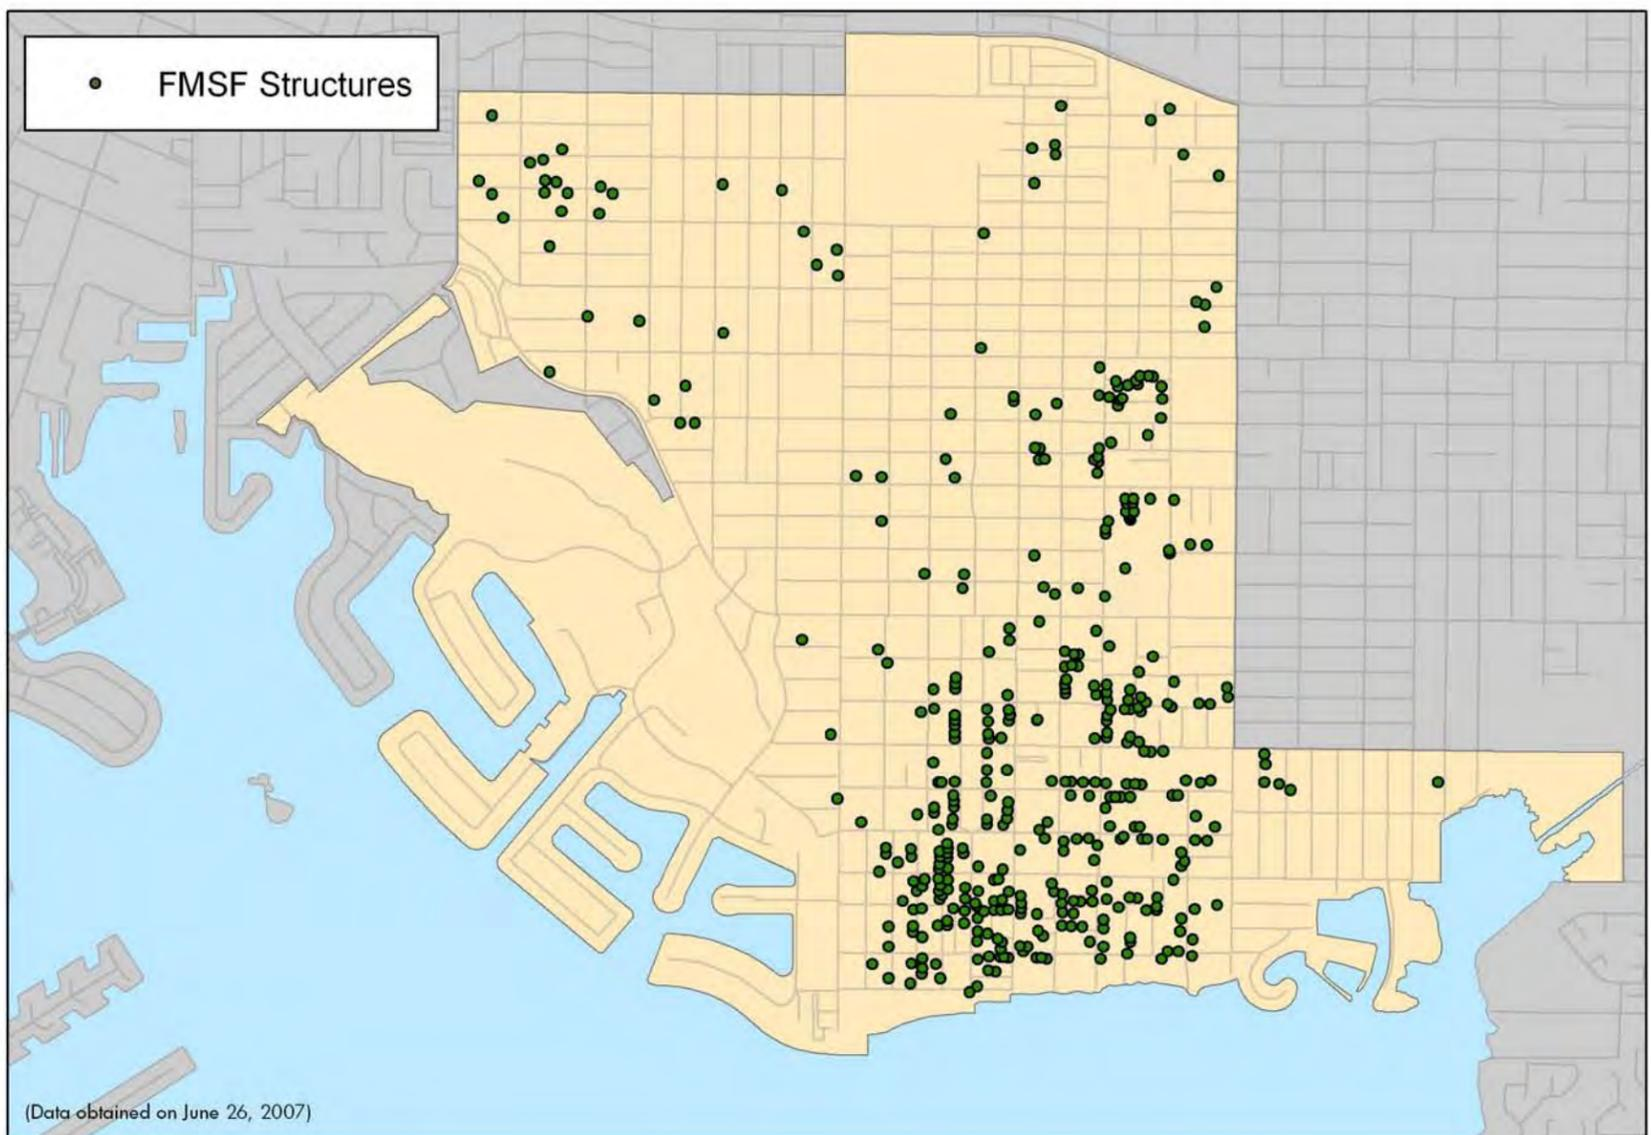 FMSF Structures
(Data obtained on June 26, 2007)